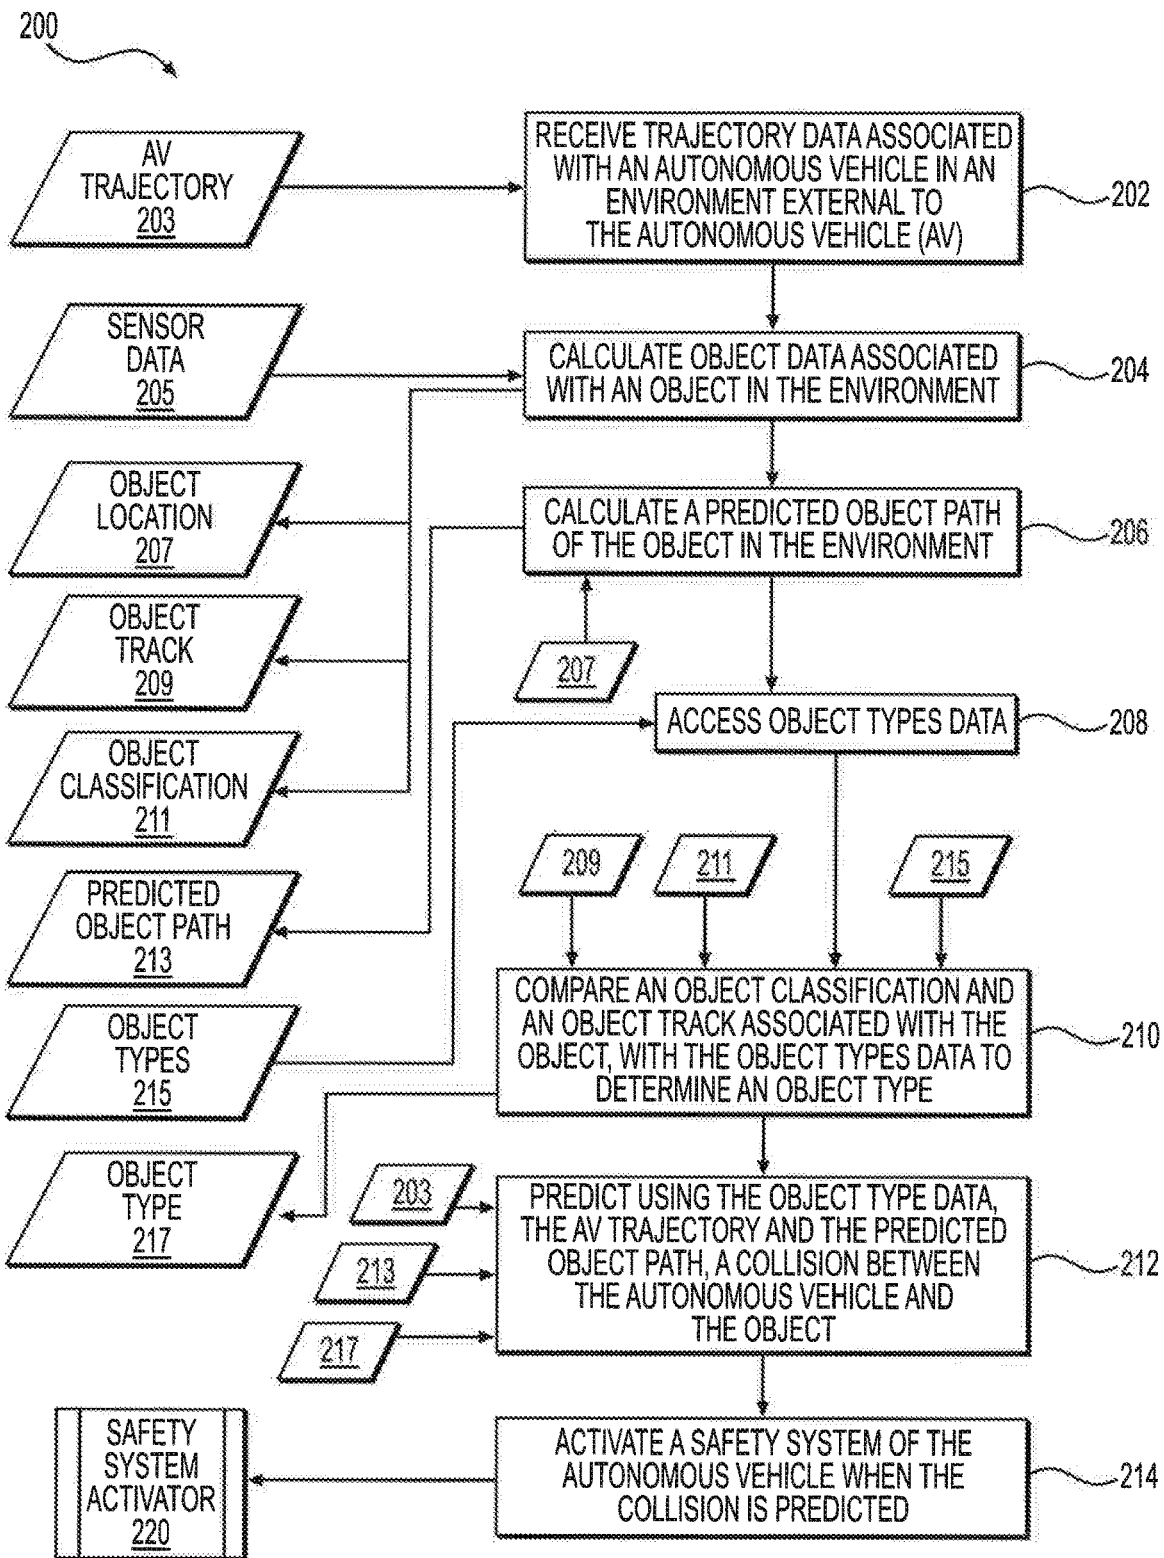 200
AV
TRAJECTORY
203
RECEIVE TRAJECTORY DATA ASSOCIATED
WITH AN AUTONOMOUS VEHICLE IN AN
ENVIRONMENT EXTERNAL TO
THE AUTONOMOUS VEHICLE (AV)
202
SENSOR
DATA
205
CALCULATE OBJECT DATA ASSOCIATED
WITH AN OBJECT IN THE ENVIRONMENT
204
OBJECT
LOCATION
207
CALCULATE A PREDICTED OBJECT PATH
OF THE OBJECT IN THE ENVIRONMENT
206
OBJECT
TRACK
209
207
ACCESS OBJECT TYPES DATA
208
OBJECT
CLASSIFICATION
211
209
211
215
PREDICTED
OBJECT PATH
213
COMPARE AN OBJECT CLASSIFICATION AND
AN OBJECT TRACK ASSOCIATED WITH THE
OBJECT, WITH THE OBJECT TYPES DATA TO
DETERMINE AN OBJECT TYPE
210
OBJECT
TYPES
215
OBJECT
TYPE
217
203
213
217
PREDICT USING THE OBJECT TYPE DATA,
THE AV TRAJECTORY AND THE PREDICTED
OBJECT PATH, A COLLISION BETWEEN
THE AUTONOMOUS VEHICLE AND
THE OBJECT
212
SAFETY
SYSTEM
ACTIVATOR
220
ACTIVATE A SAFETY SYSTEM OF THE
AUTONOMOUS VEHICLE WHEN THE
COLLISION IS PREDICTED
214